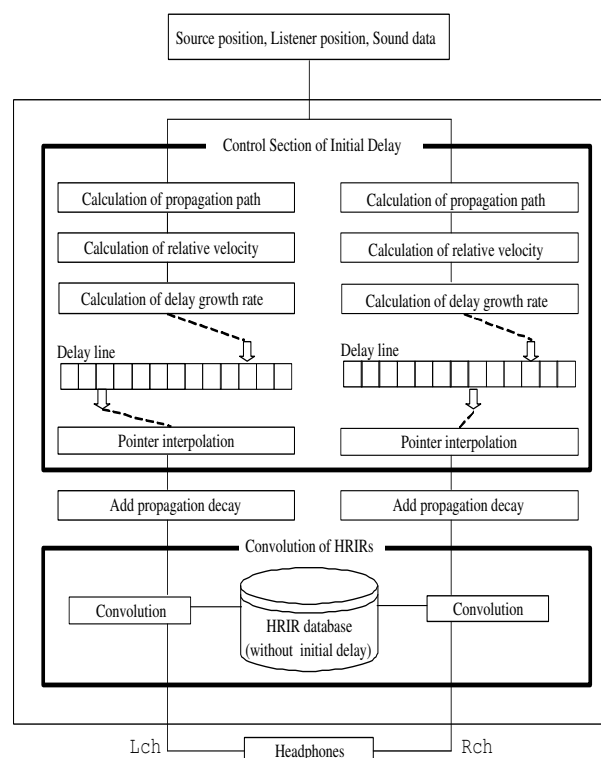 Source position, Listener position, Sound data
Control Section of Initial Delay
Calculation of propagation path
Calculation of propagation path
Calculation of relative velocity
Calculation of relative velocity
Calculation of delay growth rate
Calculation of delay growth rate
Delay line
Delay line
Pointer interpolation
Pointer interpolation
Add propagation decay
Add propagation decay
Convolution of HRIRs
Convolution
Convolution
HRIR database
(without initial delay)
Lch
Headphones
Rch